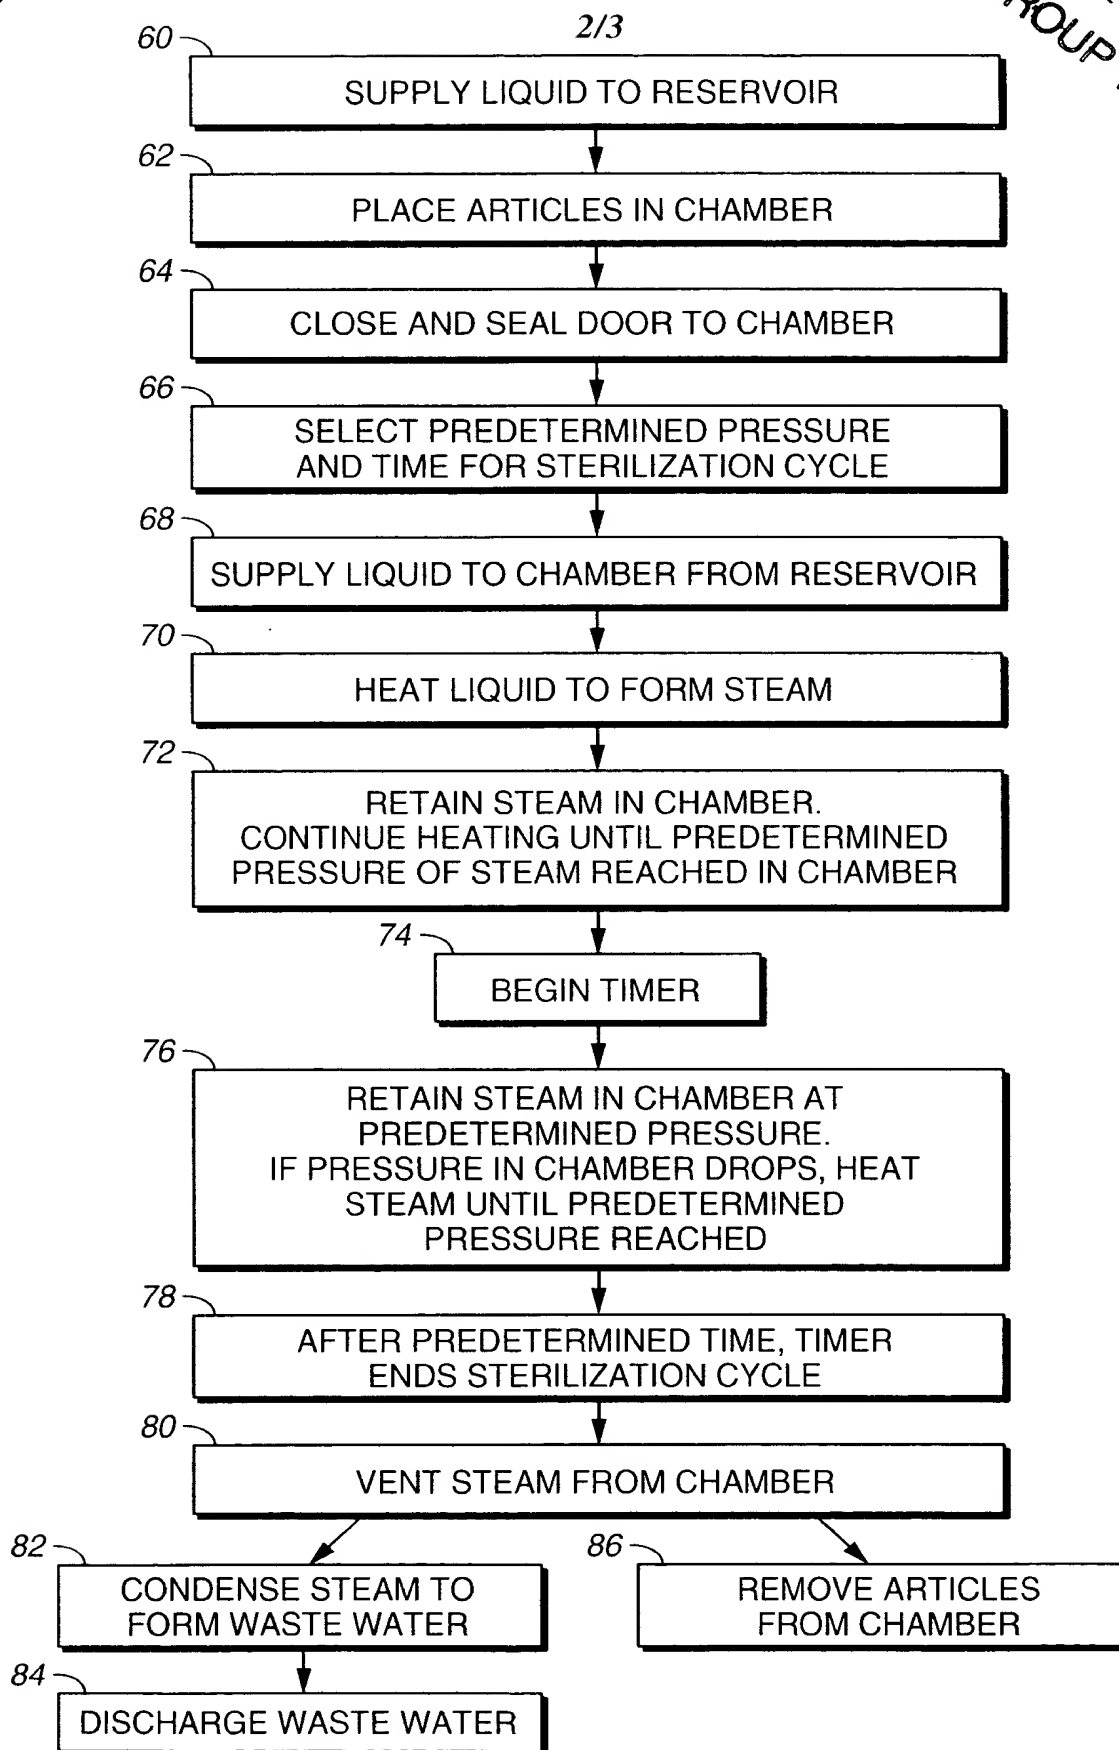 2/3
ROUP
60
SUPPLY LIQUID TO RESERVOIR
62
PLACE ARTICLES IN CHAMBER
64
CLOSE AND SEAL DOOR TO CHAMBER
66
SELECT PREDETERMINED PRESSURE
AND TIME FOR STERILIZATION CYCLE
68
SUPPLY LIQUID TO CHAMBER FROM RESERVOIR
70
HEAT LIQUID TO FORM STEAM
72
RETAIN STEAM IN CHAMBER.
CONTINUE HEATING UNTIL PREDETERMINED
PRESSURE OF STEAM REACHED IN CHAMBER
74
BEGIN TIMER
76
RETAIN STEAM IN CHAMBER AT
PREDETERMINED PRESSURE.
IF PRESSURE IN CHAMBER DROPS, HEAT
STEAM UNTIL PREDETERMINED
PRESSURE REACHED
78
AFTER PREDETERMINED TIME, TIMER
ENDS STERILIZATION CYCLE
80
VENT STEAM FROM CHAMBER
82
CONDENSE STEAM TO
FORM WASTE WATER
86
REMOVE ARTICLES
FROM CHAMBER
84
DISCHARGE WASTE WATER